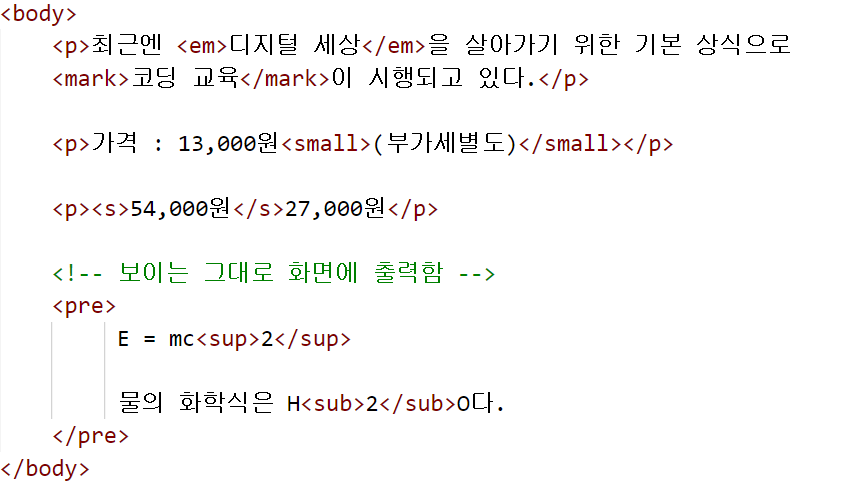 <body>
<p>최근엔 <em>디지털 세상</em>을 살아가기 위한 기본 상식으로
<mark>코딩 교육</mark>이 시행되고 있다.</p>
<p>가격 : 13,000원<small>(부가세별도)</small></p>
<p><s>54,000원</s>27,000원</p>
<!-- 보이는 그대로 화면에 출력함 -->
<pre>
E = mc<sup>2</sup>
물의 화학식은 H<sub>2</sub>O다.
</pre>
</body>